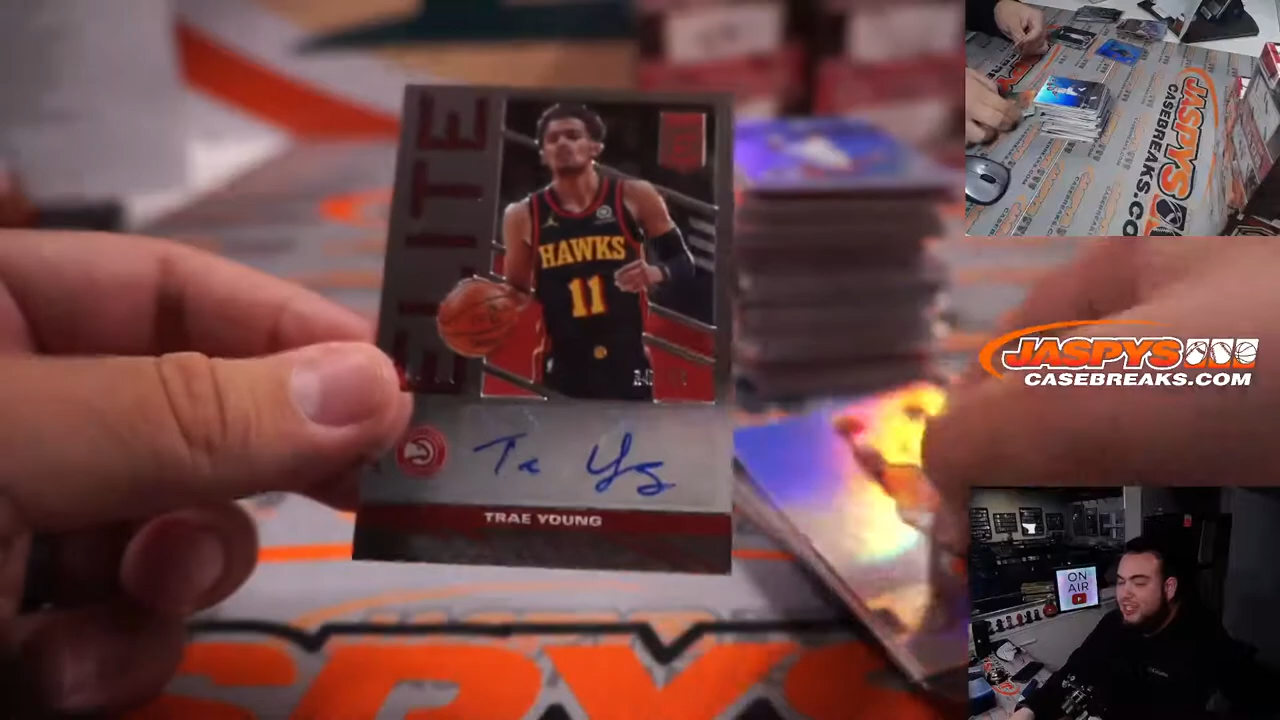 ELITE
HAWKS
11
Tr Yg
TRAE YOUNG
JASPYS
CASEBREAKS.CO
JASPYS
CASEBREAKS.COM
ON
AIR